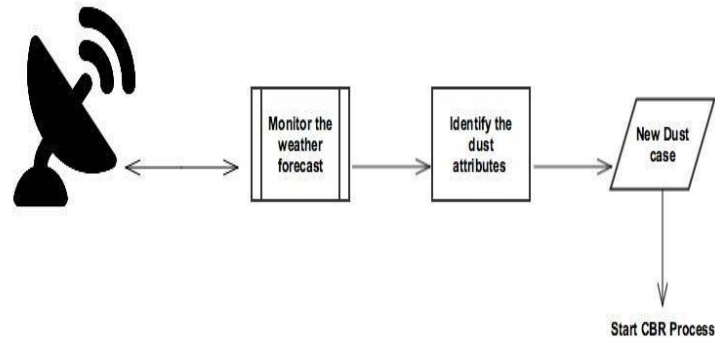 Monitor the
weather
forecast
Identify the
dust
attributes
New Dust
case
Start CBR Process